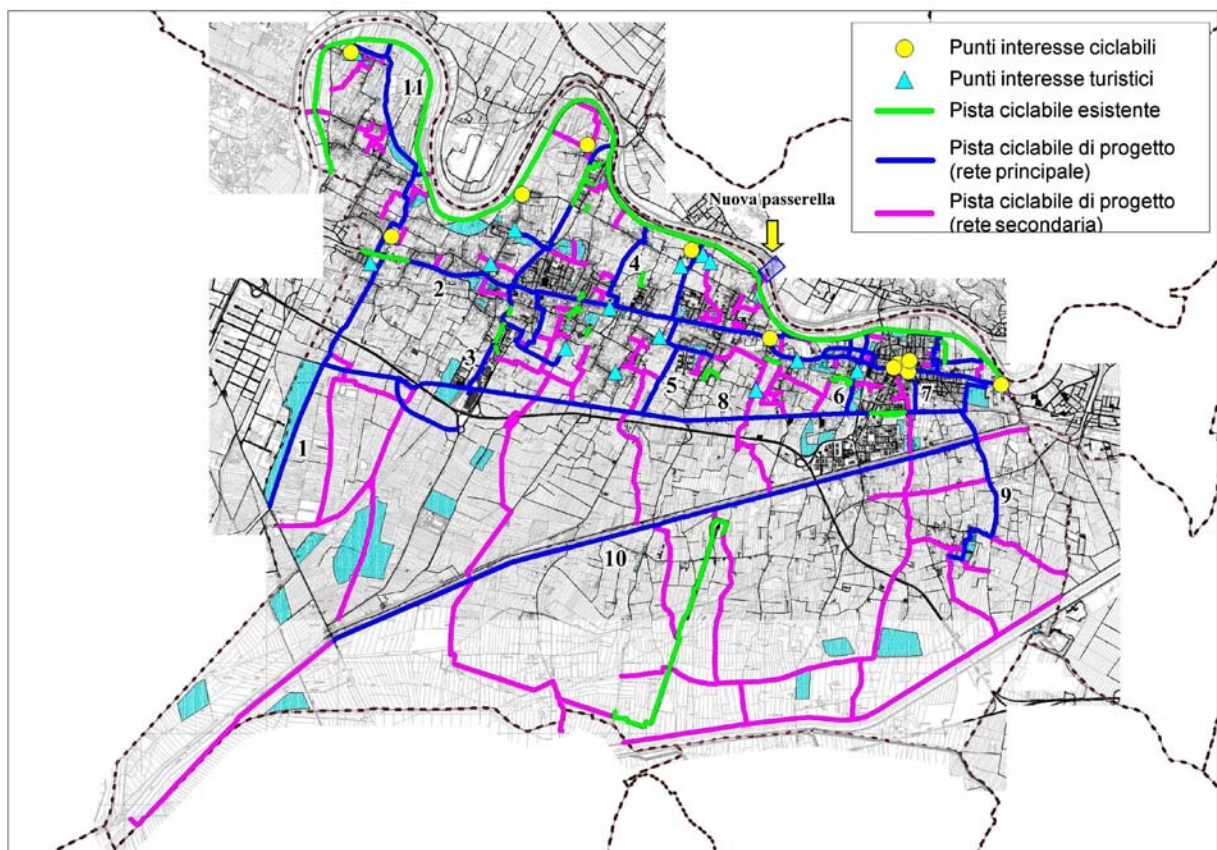 Punti interesse ciclabili
Punti interesse turistici
Pista ciclabile esistente
Pista ciclabile di progetto
(rete principale)
Pista ciclabile di progetto
(rete secondaria)
Nuova passerella
11
4
2
3
5
8
6
7
1
9
10